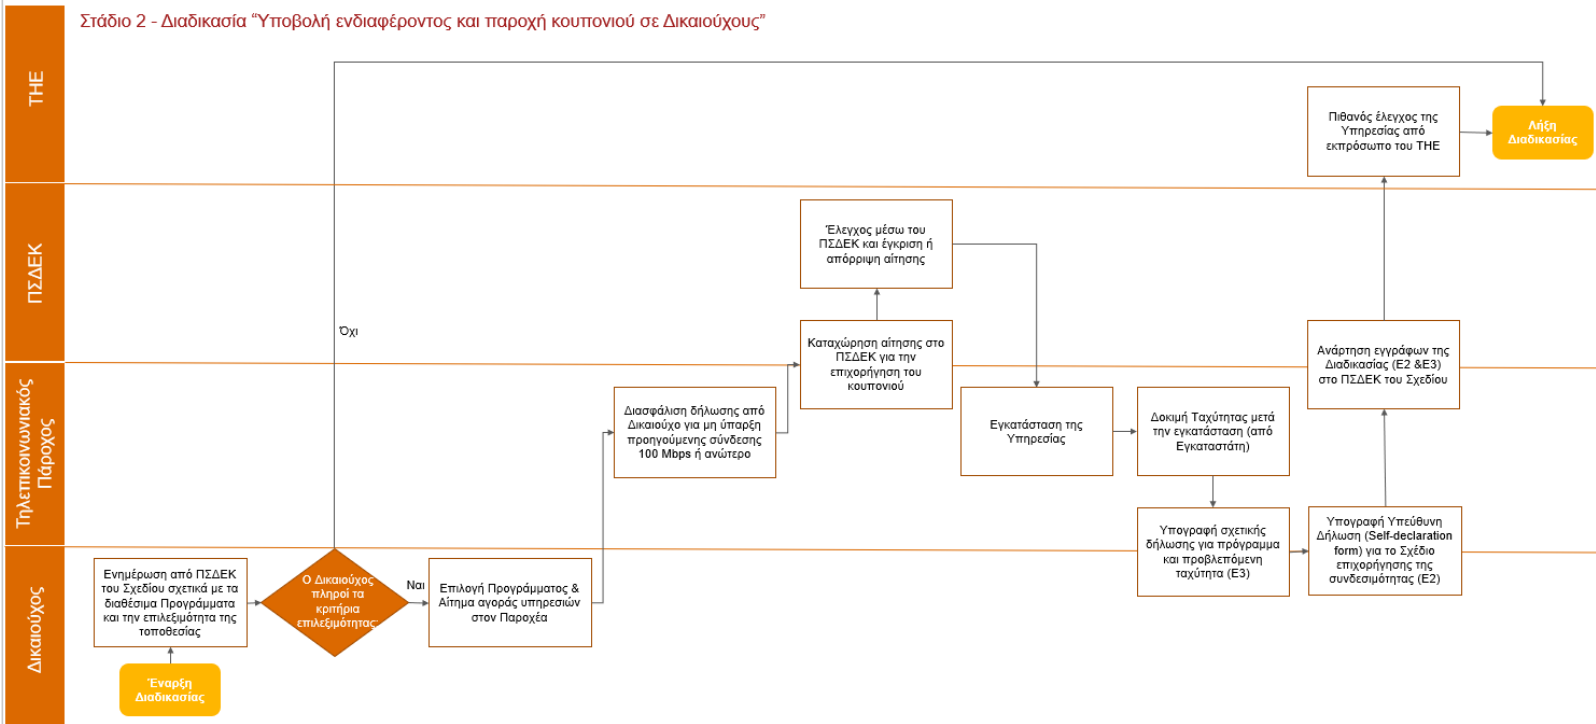 Στάδιο 2 - Διαδικασία “Υποβολή ενδιαφέροντος και παροχή κουπονιού σε Δικαιούχους”
ΤΗΕ
Πιθανός έλεγχος της
Υπηρεσίας από
εκπρόσωπο του ΤΗΕ
Λήξη
Διαδικασίας
ΠΣΔΕΚ
Έλεγχος μέσω του
ΠΣΔΕΚ και έγκριση ή
απόρριψη αίτησης
Όχι
Καταχώρηση αίτησης στο
ΠΣΔΕΚ για την
επιχορήγηση του
κουπονιού
Ανάρτηση εγγράφων της
Διαδικασίας (Ε2 &Ε3)
στο ΠΣΔΕΚ του Σχεδίου
Τηλεπικοινωνιακός
Πάροχος
Διασφάλιση δήλωσης από
Δικαιούχο για μη ύπαρξη
προηγούμενης σύνδεσης
100 Mbps ή ανώτερο
Εγκατάσταση της
Υπηρεσίας
Δοκιμή Ταχύτητας μετά
την εγκατάσταση (από
Εγκαταστάτη)
Υπογραφή σχετικής
δήλωσης για πρόγραμμα
και προβλεπόμενη
ταχύτητα (Ε3)
Υπογραφή Υπεύθυνη
Δήλωση (Self-declaration
form) για το Σχέδιο
επιχορήγησης της
συνδεσιμότητας (Ε2)
Δικαιούχος
Ενημέρωση από ΠΣΔΕΚ
του Σχεδίου σχετικά με τα
διαθέσιμα Προγράμματα
και την επιλεξιμότητα της
τοποθεσίας
Ο Δικαιούχος
πληροί τα
κριτήρια
επιλεξιμότητας;
Ναι
Επιλογή Προγράμματος &
Αίτημα αγοράς υπηρεσιών
στον Παροχέα
Έναρξη
Διαδικασίας